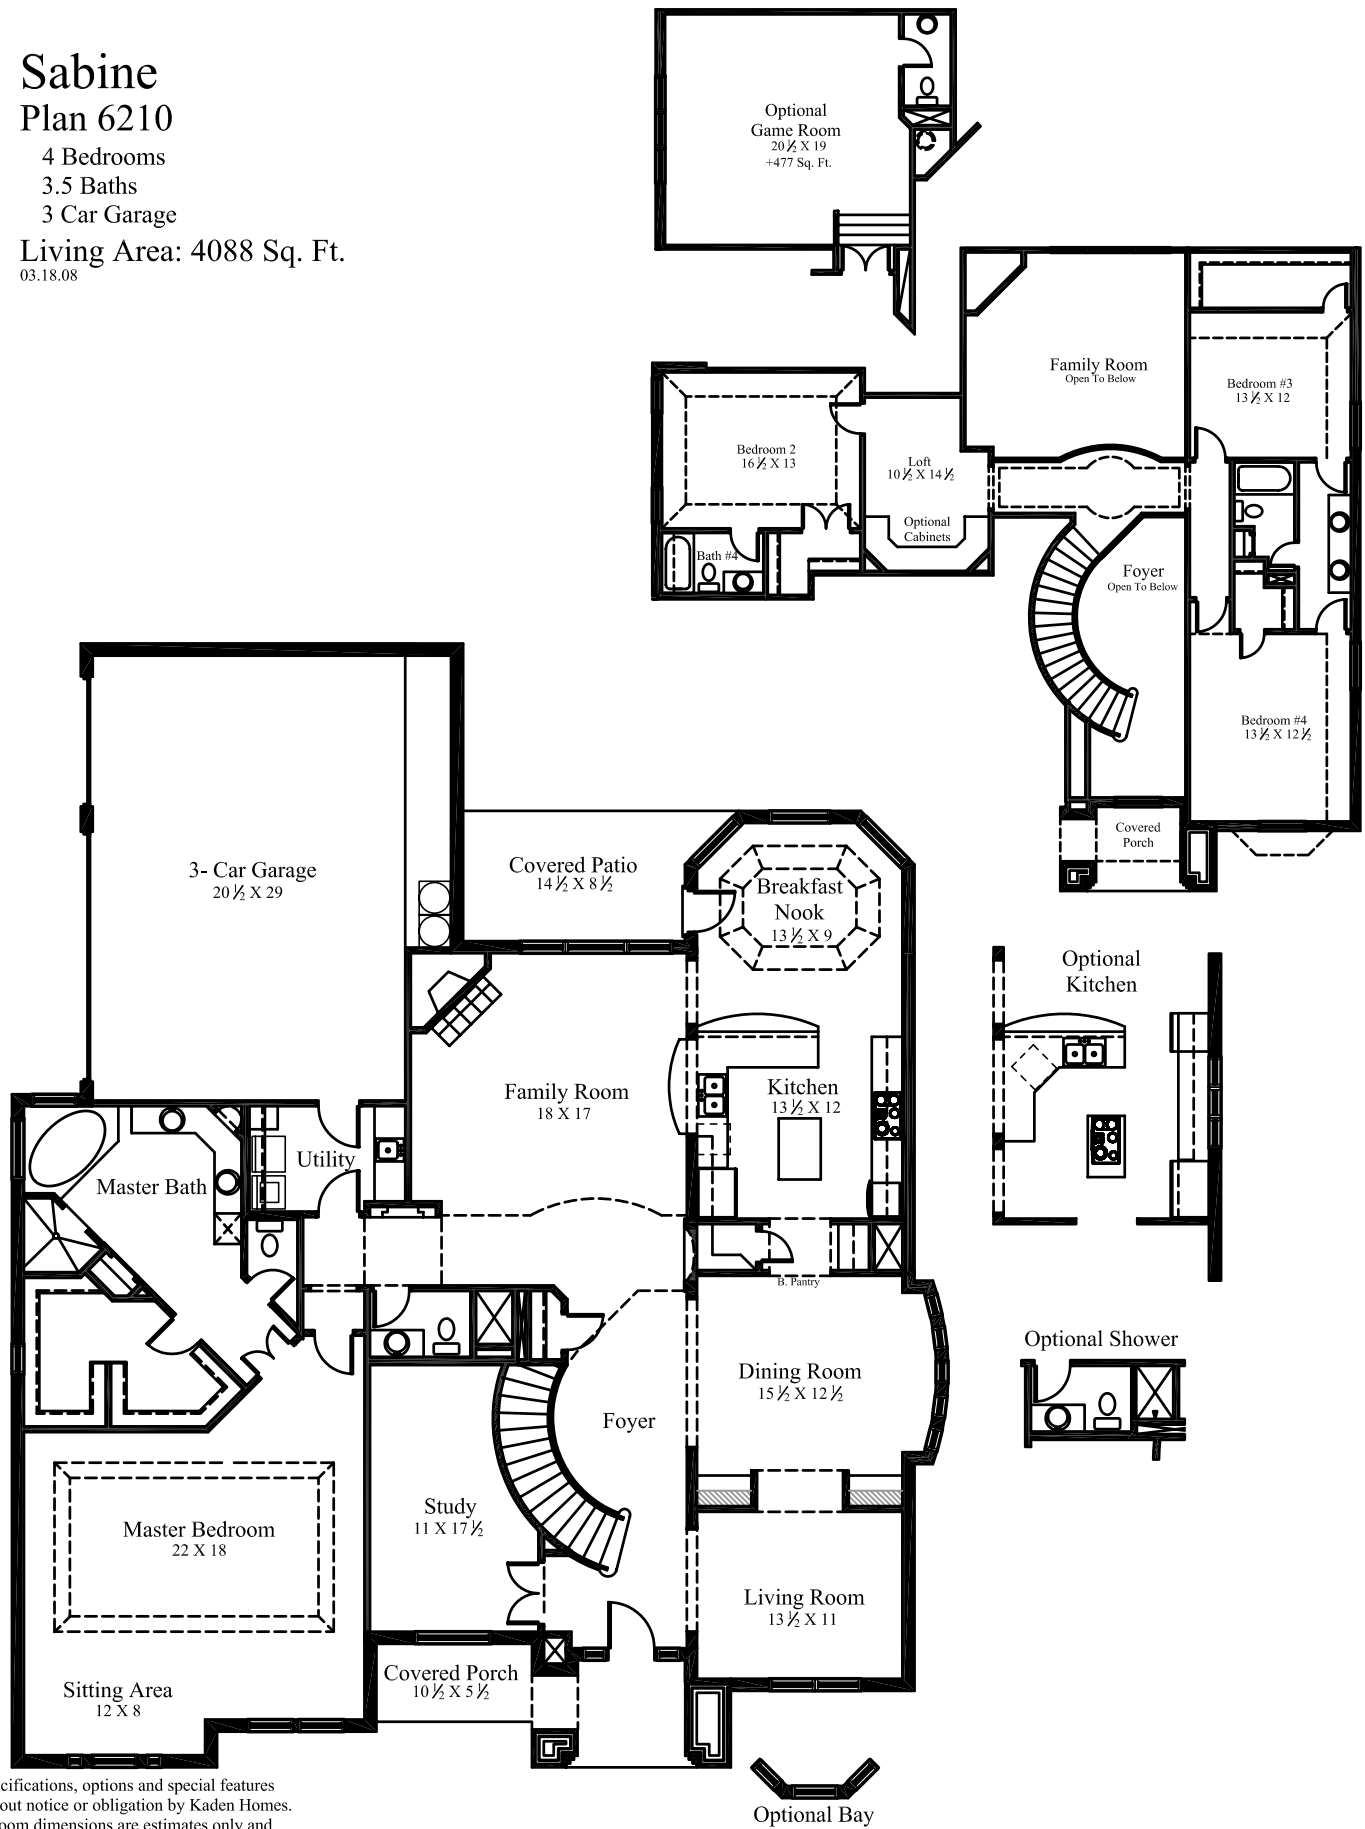 Sabine
Plan 6210
4 Bedrooms
3.5 Baths
3 Car Garage
Living Area: 4088 Sq. Ft.
03.18.08
Optional
Game Room
20 ½ X 19
+477 Sq. Ft.
Family Room
Open To Below
Bedroom #3
13 ½ X 12
Bedroom 2
16 ½ X 13
Loft
10 ½ X 14 ½
Optional
Cabinets
Bath #4
Foyer
Open To Below
Bedroom #4
13 ½ X 12 ½
Covered
Porch
3- Car Garage
20 ½ X 29
Covered Patio
14 ½ X 8 ½
Breakfast
Nook
13 ½ X 9
Optional
Kitchen
Family Room
18 X 17
Kitchen
13 ½ X 12
Utility
Master Bath
B. Pantry
Optional Shower
Dining Room
15 ½ X 12 ½
Foyer
Study
11 X 17 ½
Master Bedroom
22 X 18
Living Room
13 ½ X 11
Covered Porch
10 ½ X 5 ½
Sitting Area
12 X 8
cifications, options and special features
out notice or obligation by Kaden Homes.
oom dimensions are estimates only and
Optional Bay